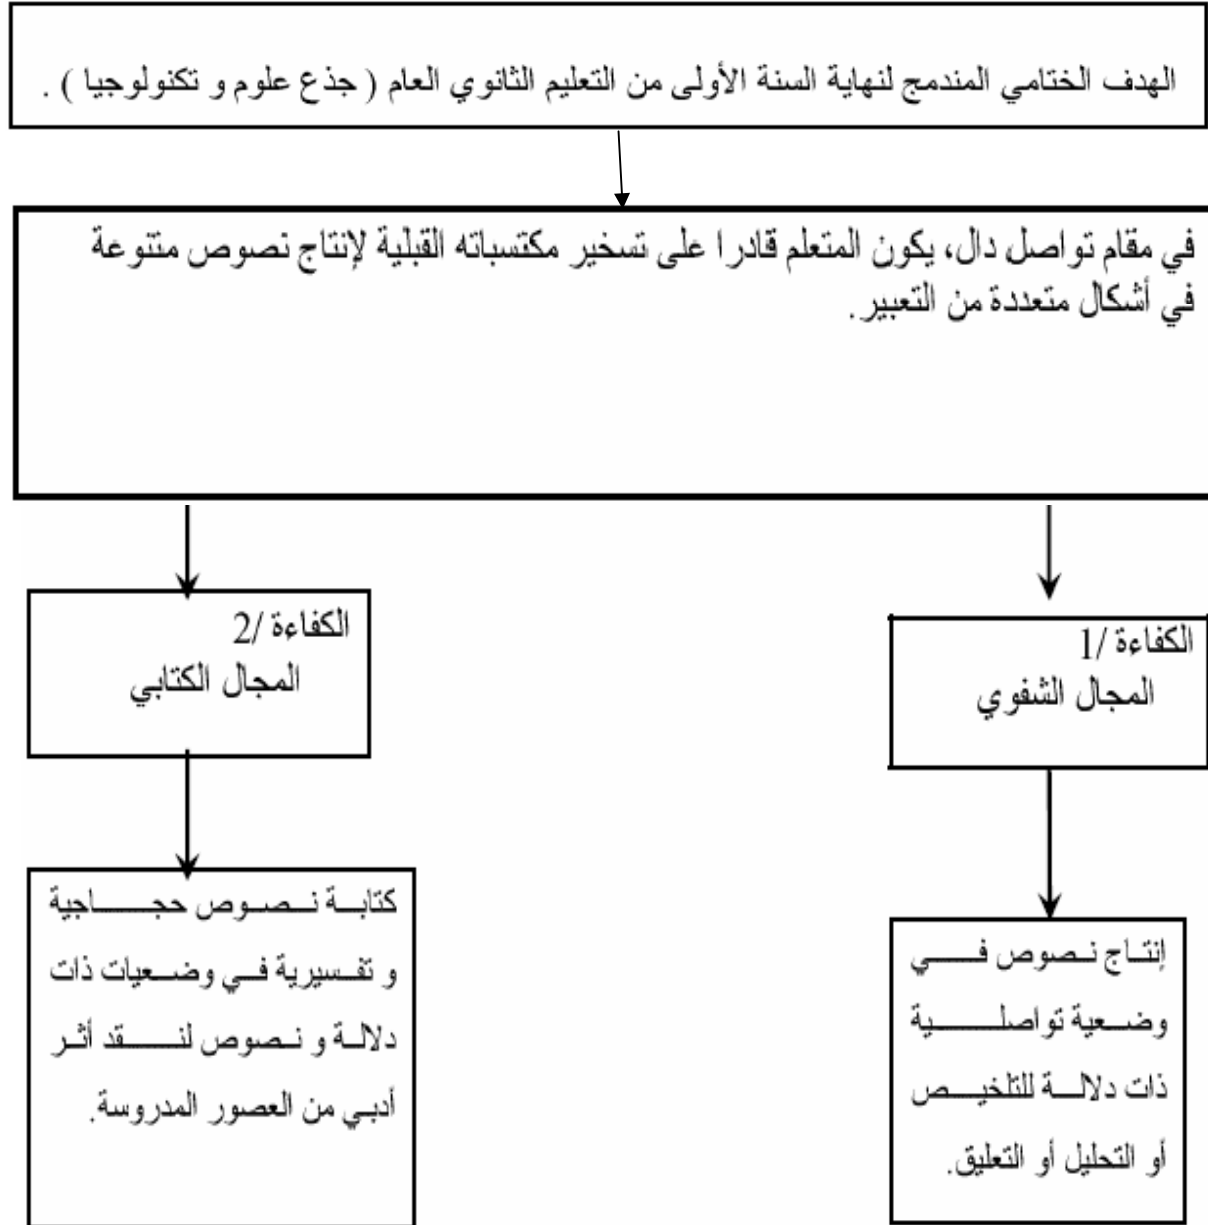 الهدف الختامي المندمج لنهاية السنة الأولى من التعليم الثانوي العام ( جذع علوم و تكنولوجيا ) .
في مقام تواصل دال، يكون المتعلم قادرا على تسخير مكتسباته القبلية لإنتاج نصوص متنوعة
في أشكال متعددة من التعبير.
الكفاءة /1
المجال الشفوي
إنتاج نصوص في
وضعية تواصلية
ذات دلالة للتلخيص
أو التحليل أو التعليق.
الكفاءة /2
المجال الكتابي
كتابة نصوص حجاجية
و تفسيرية في وضعيات ذات
دلالة و نصوص لنقد أثر
أدبي من العصور المدروسة.